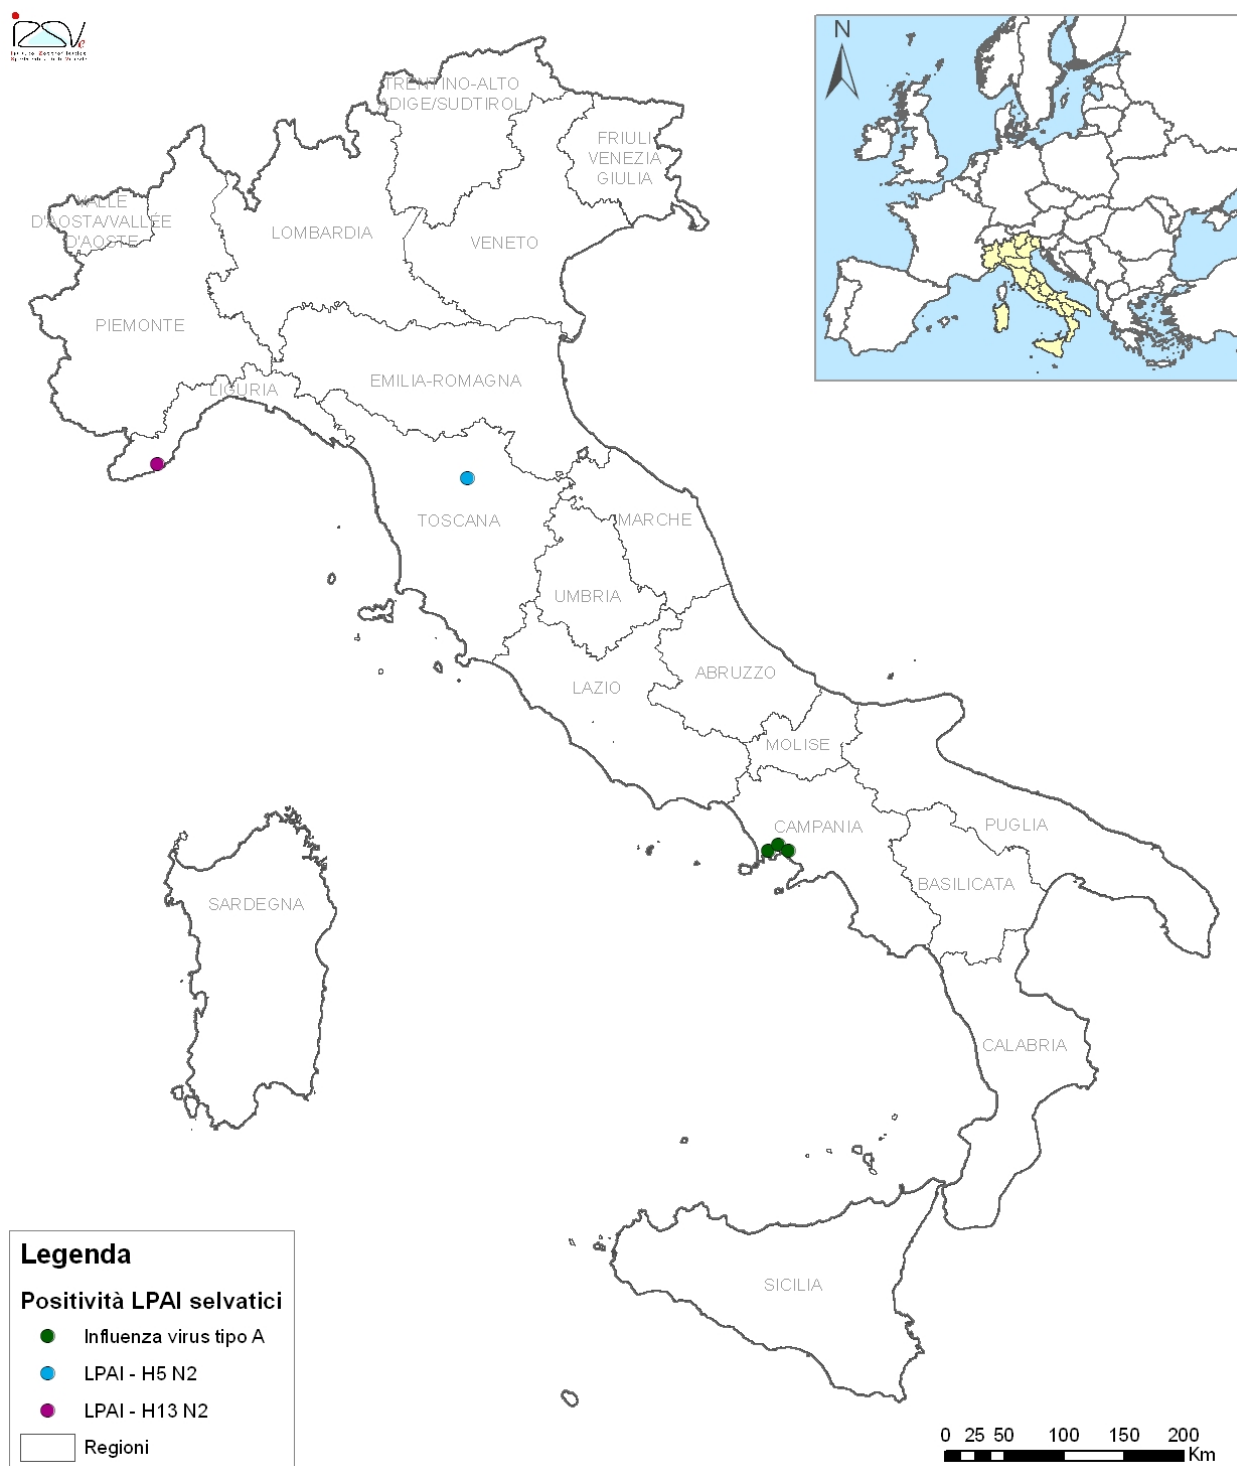 N
TRENTINO-ALTO
ADIGE/SUDTIROL
FRIULI
VENEZIA
GIULIA
VALLE
D'AOSTA/VALLÉE
D'AOSTE
LOMBARDIA
VENETO
PIEMONTE
EMILIA-ROMAGNA
LIGURIA
TOSCANA
MARCHE
UMBRIA
ABRUZZO
LAZIO
MOLISE
CAMPANIA
PUGLIA
BASILICATA
SARDEGNA
CALABRIA
SICILIA
Legenda
Positività LPAI selvatici
Influenza virus tipo A
LPAI - H5 N2
LPAI - H13 N2
Regioni
0 25 50 100 150 200
Km